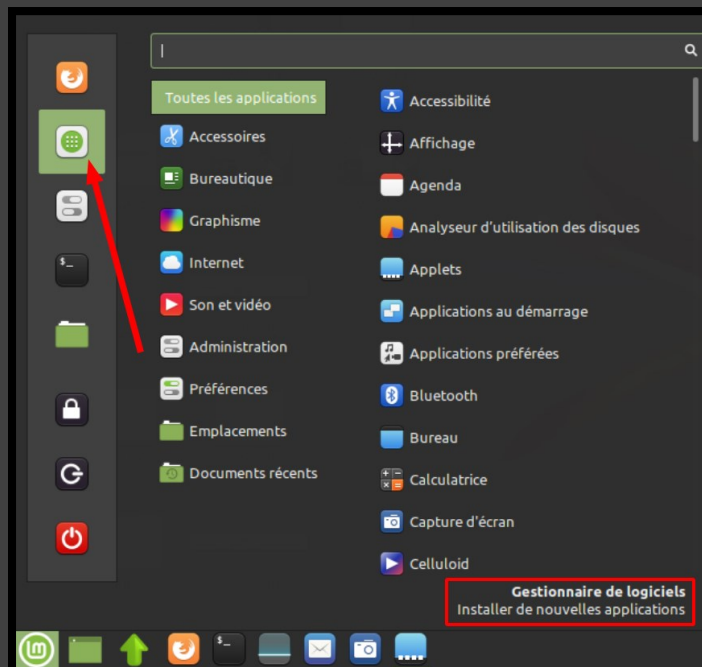 Toutes les applications
Accessoires
Bureautique
Graphisme
Internet
Son et vidéo
Administration
Préférences
Emplacements
Documents récents
Accessibilité
Affichage
Agenda
Analyseur d'utilisation des disques
Applets
Applications au démarrage
Applications préférées
Bluetooth
Bureau
Calculatrice
Capture d'écran
Celluloid
Gestionnaire de logiciels
Installer de nouvelles applications